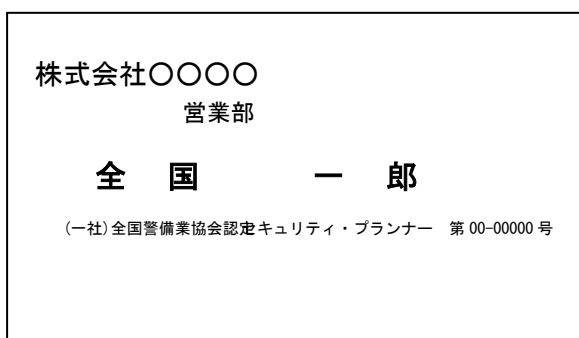 株式会社〇〇〇〇
営業部
全国 一郎
(一社)全国警備業協会認定セキュリティ・プランナー 第 00-00000 号